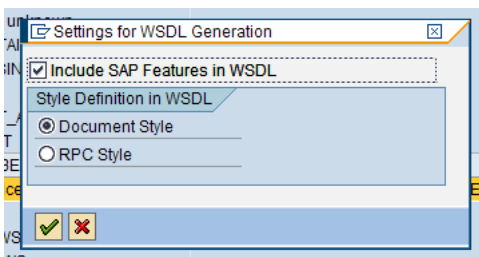 Settings for WSDL Generation
Include SAP Features in WSDL
Style Definition in WSDL
Document Style
RPC Style